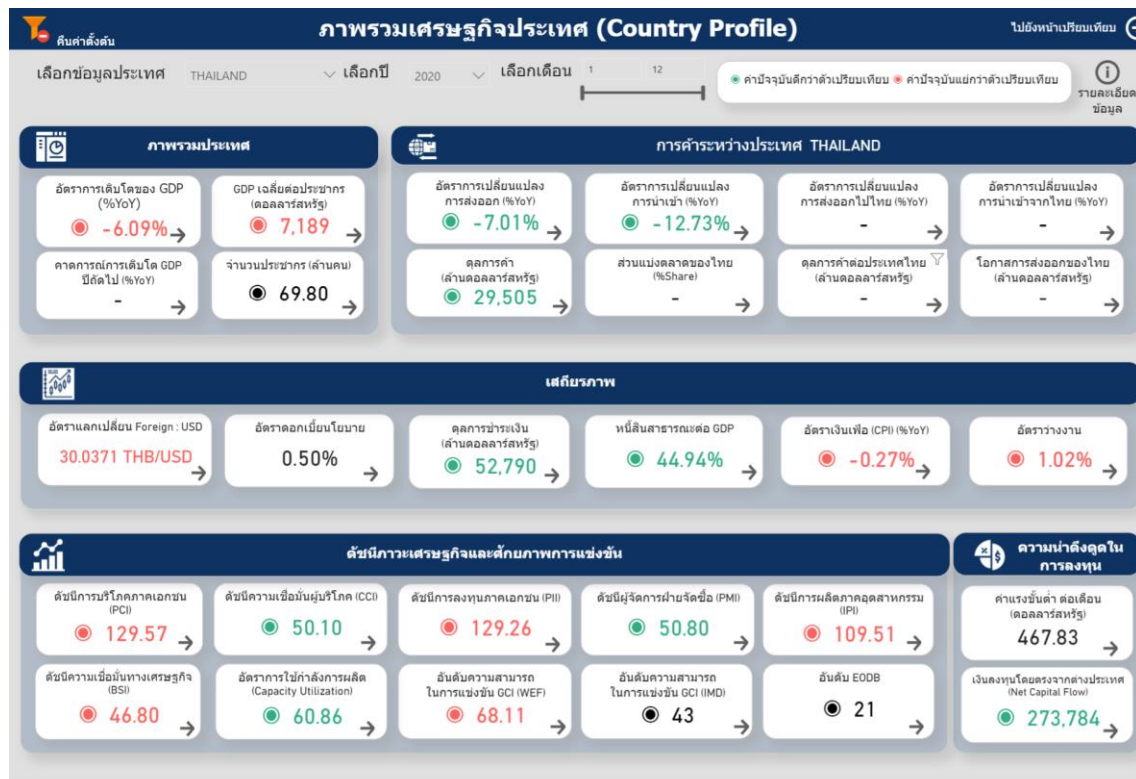 ภาพรวมเศรษฐกิจประเทศ (Country Profile)
คืนค่าตั้งต้น
ไปยังหน้าเปรียบเทียบ
เลือกข้อมูลประเทศ THAILAND เลือกปี 2020 เลือกเดือน 1 12
ค่าปัจจุบันดีกว่าตัวเปรียบเทียบ ค่าปัจจุบันแย่กว่าตัวเปรียบเทียบ
รายละเอียด
ข้อมูล
ภาพรวมประเทศ
อัตราการเติบโตของ GDP
(%YoY)
-6.09%
GDP เฉลี่ยต่อประชากร
(ดอลลาร์สหรัฐ)
7,189
คาดการณ์การเติบโต GDP
ปีถัดไป (%YoY)
-
จำนวนประชากร (ล้านคน)
69.80
การค้าระหว่างประเทศ THAILAND
อัตราการเปลี่ยนแปลง
การส่งออก (%YoY)
-7.01%
อัตราการเปลี่ยนแปลง
การนำเข้า (%YoY)
-12.73%
อัตราการเปลี่ยนแปลง
การส่งออกไปไทย (%YoY)
-
อัตราการเปลี่ยนแปลง
การนำเข้าจากไทย (%YoY)
-
ดุลการค้า
(ล้านดอลลาร์สหรัฐ)
29,505
ส่วนแบ่งตลาดของไทย
(%Share)
-
ดุลการค้าต่อประเทศไทย
(ล้านดอลลาร์สหรัฐ)
-
โอกาสการส่งออกของไทย
(ล้านดอลลาร์สหรัฐ)
-
เสถียรภาพ
อัตราแลกเปลี่ยน Foreign : USD
30.0371 THB/USD
อัตราดอกเบี้ยนโยบาย
0.50%
ดุลการชำระเงิน
(ล้านดอลลาร์สหรัฐ)
52,790
หนี้สินสาธารณะต่อ GDP
44.94%
อัตราเงินเฟ้อ (CPI) (%YoY)
-0.27%
อัตราว่างงาน
1.02%
ดัชนีภาวะเศรษฐกิจและศักยภาพการแข่งขัน
ดัชนีการบริโภคภาคเอกชน
(PCI)
129.57
ดัชนีความเชื่อมั่นผู้บริโภค (CCI)
50.10
ดัชนีการลงทุนภาคเอกชน (PII)
129.26
ดัชนีผู้จัดการฝ่ายจัดซื้อ (PMI)
50.80
ดัชนีการผลิตภาคอุตสาหกรรม
(IPI)
109.51
ดัชนีความเชื่อมั่นทางเศรษฐกิจ
(BSI)
46.80
อัตราการใช้กำลังการผลิต
(Capacity Utilization)
60.86
อันดับความสามารถ
ในการแข่งขัน GCI (WEF)
68.11
อันดับความสามารถ
ในการแข่งขัน GCI (IMD)
43
อันดับ EODB
21
ความน่าดึงดูดใน
การลงทุน
ค่าแรงขั้นต่ำ ต่อเดือน
(ดอลลาร์สหรัฐ)
467.83
เงินลงทุนโดยตรงจากต่างประเทศ
(Net Capital Flow)
273,784